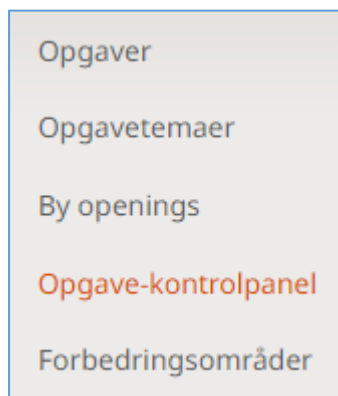 Opgaver
Opgavetemaer
By openings
Opgave-kontrolpanel
Forbedringsområder